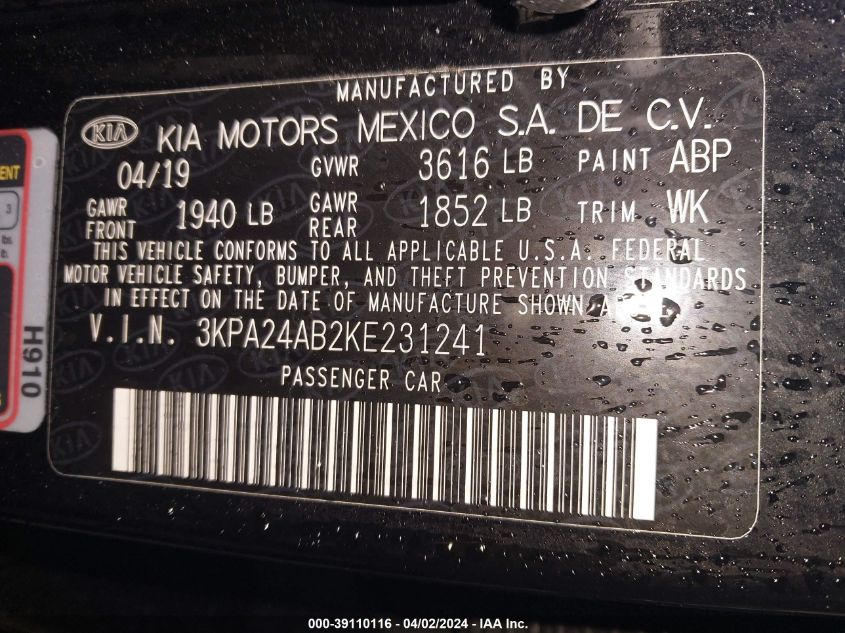 MANUFACTURED BY
KIA KIA MOTORS MEXICO S.A. DE C.V.
04/19 GVWR 3616 LB PAINT ABP
GAWR FRONT 1940 LB GAWR REAR 1852 LB TRIM WK
THIS VEHICLE CONFORMS TO ALL APPLICABLE U.S.A. FEDERAL
MOTOR VEHICLE SAFETY, BUMPER, AND THEFT PREVENTION STANDARDS
IN EFFECT ON THE DATE OF MANUFACTURE SHOWN
V.I.N. 3KPA24AB2KE231241
PASSENGER CAR
H910
3
lbs.
000-39110116 - 04/02/2024 - IAA Inc.